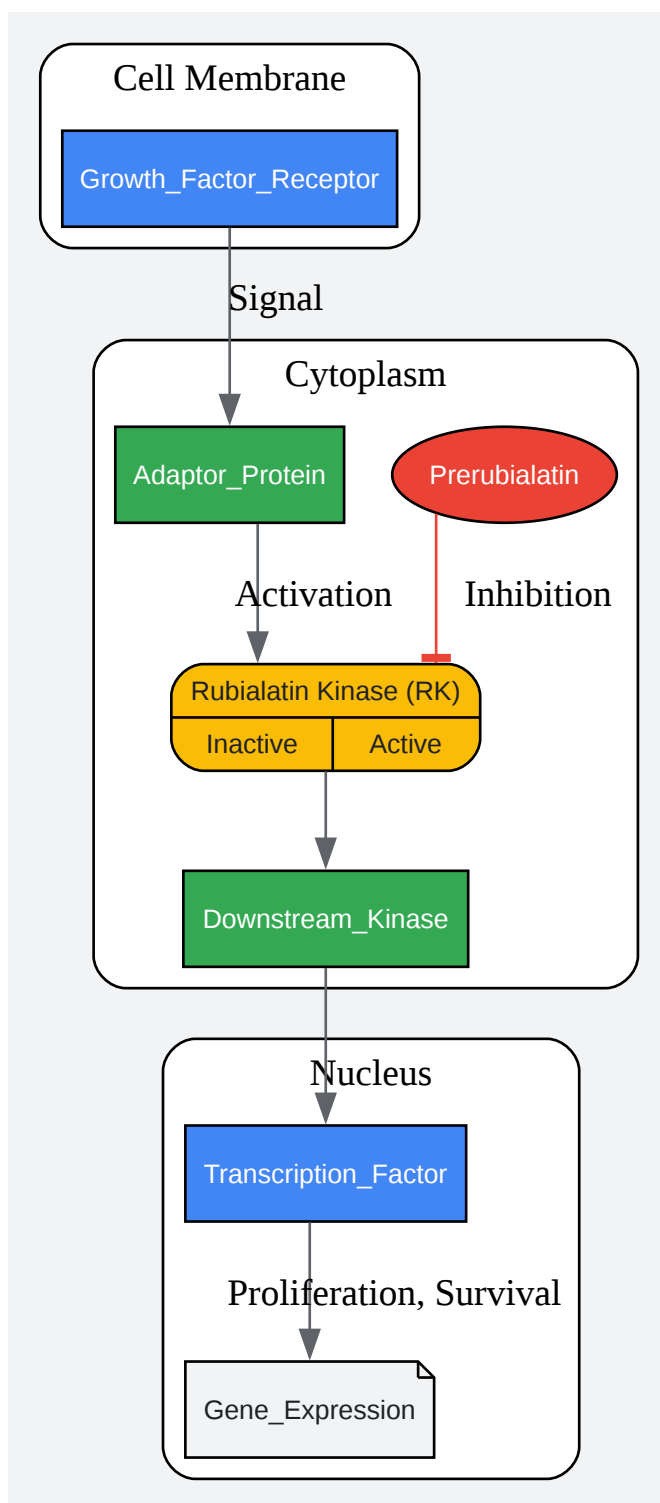 Cell Membrane
Growth_Factor_Receptor
Signal
Cytoplasm
Adaptor_Protein
Prerubialatin
Activation
Inhibition
Rubialatin Kinase (RK)
Inactive
Active
Downstream_Kinase
Nucleus
Transcription_Factor
Proliferation, Survival
Gene_Expression